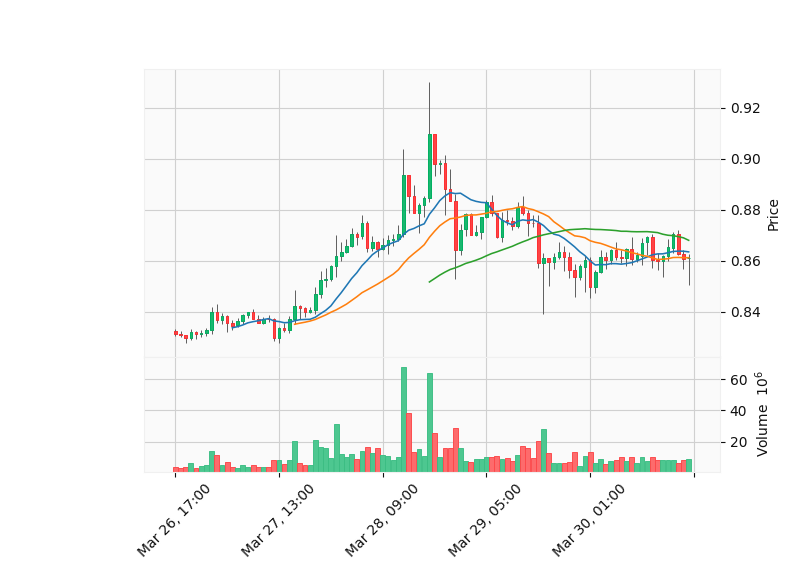 0.92
0.90
0.88
0.86
0.84
Price
60
40
20
Volume 10^6
Mar 26, 17:00
Mar 27, 13:00
Mar 28, 09:00
Mar 29, 05:00
Mar 30, 01:00